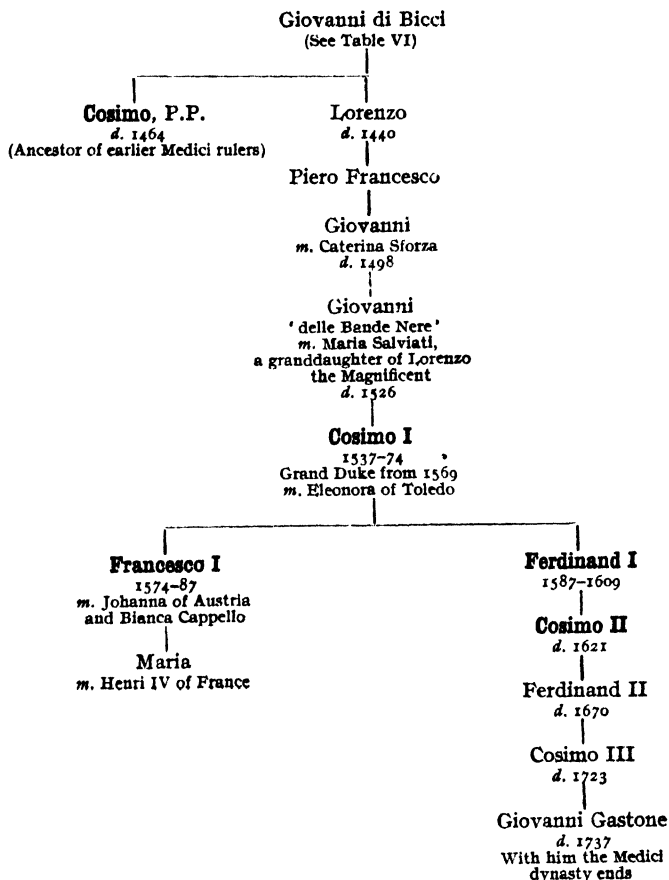 Giovanni di Bicci
(See Table VI)
Cosimo, P.P.
d. 1464
(Ancestor of earlier Medici rulers)
Lorenzo
d. 1440
Piero Francesco
Giovanni
m. Caterina Sforza
d. 1498
Giovanni
‘delle Bande Nere’
m. Maria Salviati,
a granddaughter of Lorenzo
the Magnificent
d. 1526
Cosimo I
1537–74
Grand Duke from 1569
m. Eleonora of Toledo
Francesco I
1574–87
m. Johanna of Austria
and Bianca Cappello
Maria
m. Henri IV of France
Ferdinand I
1587–1609
Cosimo II
d. 1621
Ferdinand II
d. 1670
Cosimo III
d. 1723
Giovanni Gastone
d. 1737
With him the Medici
dynasty ends